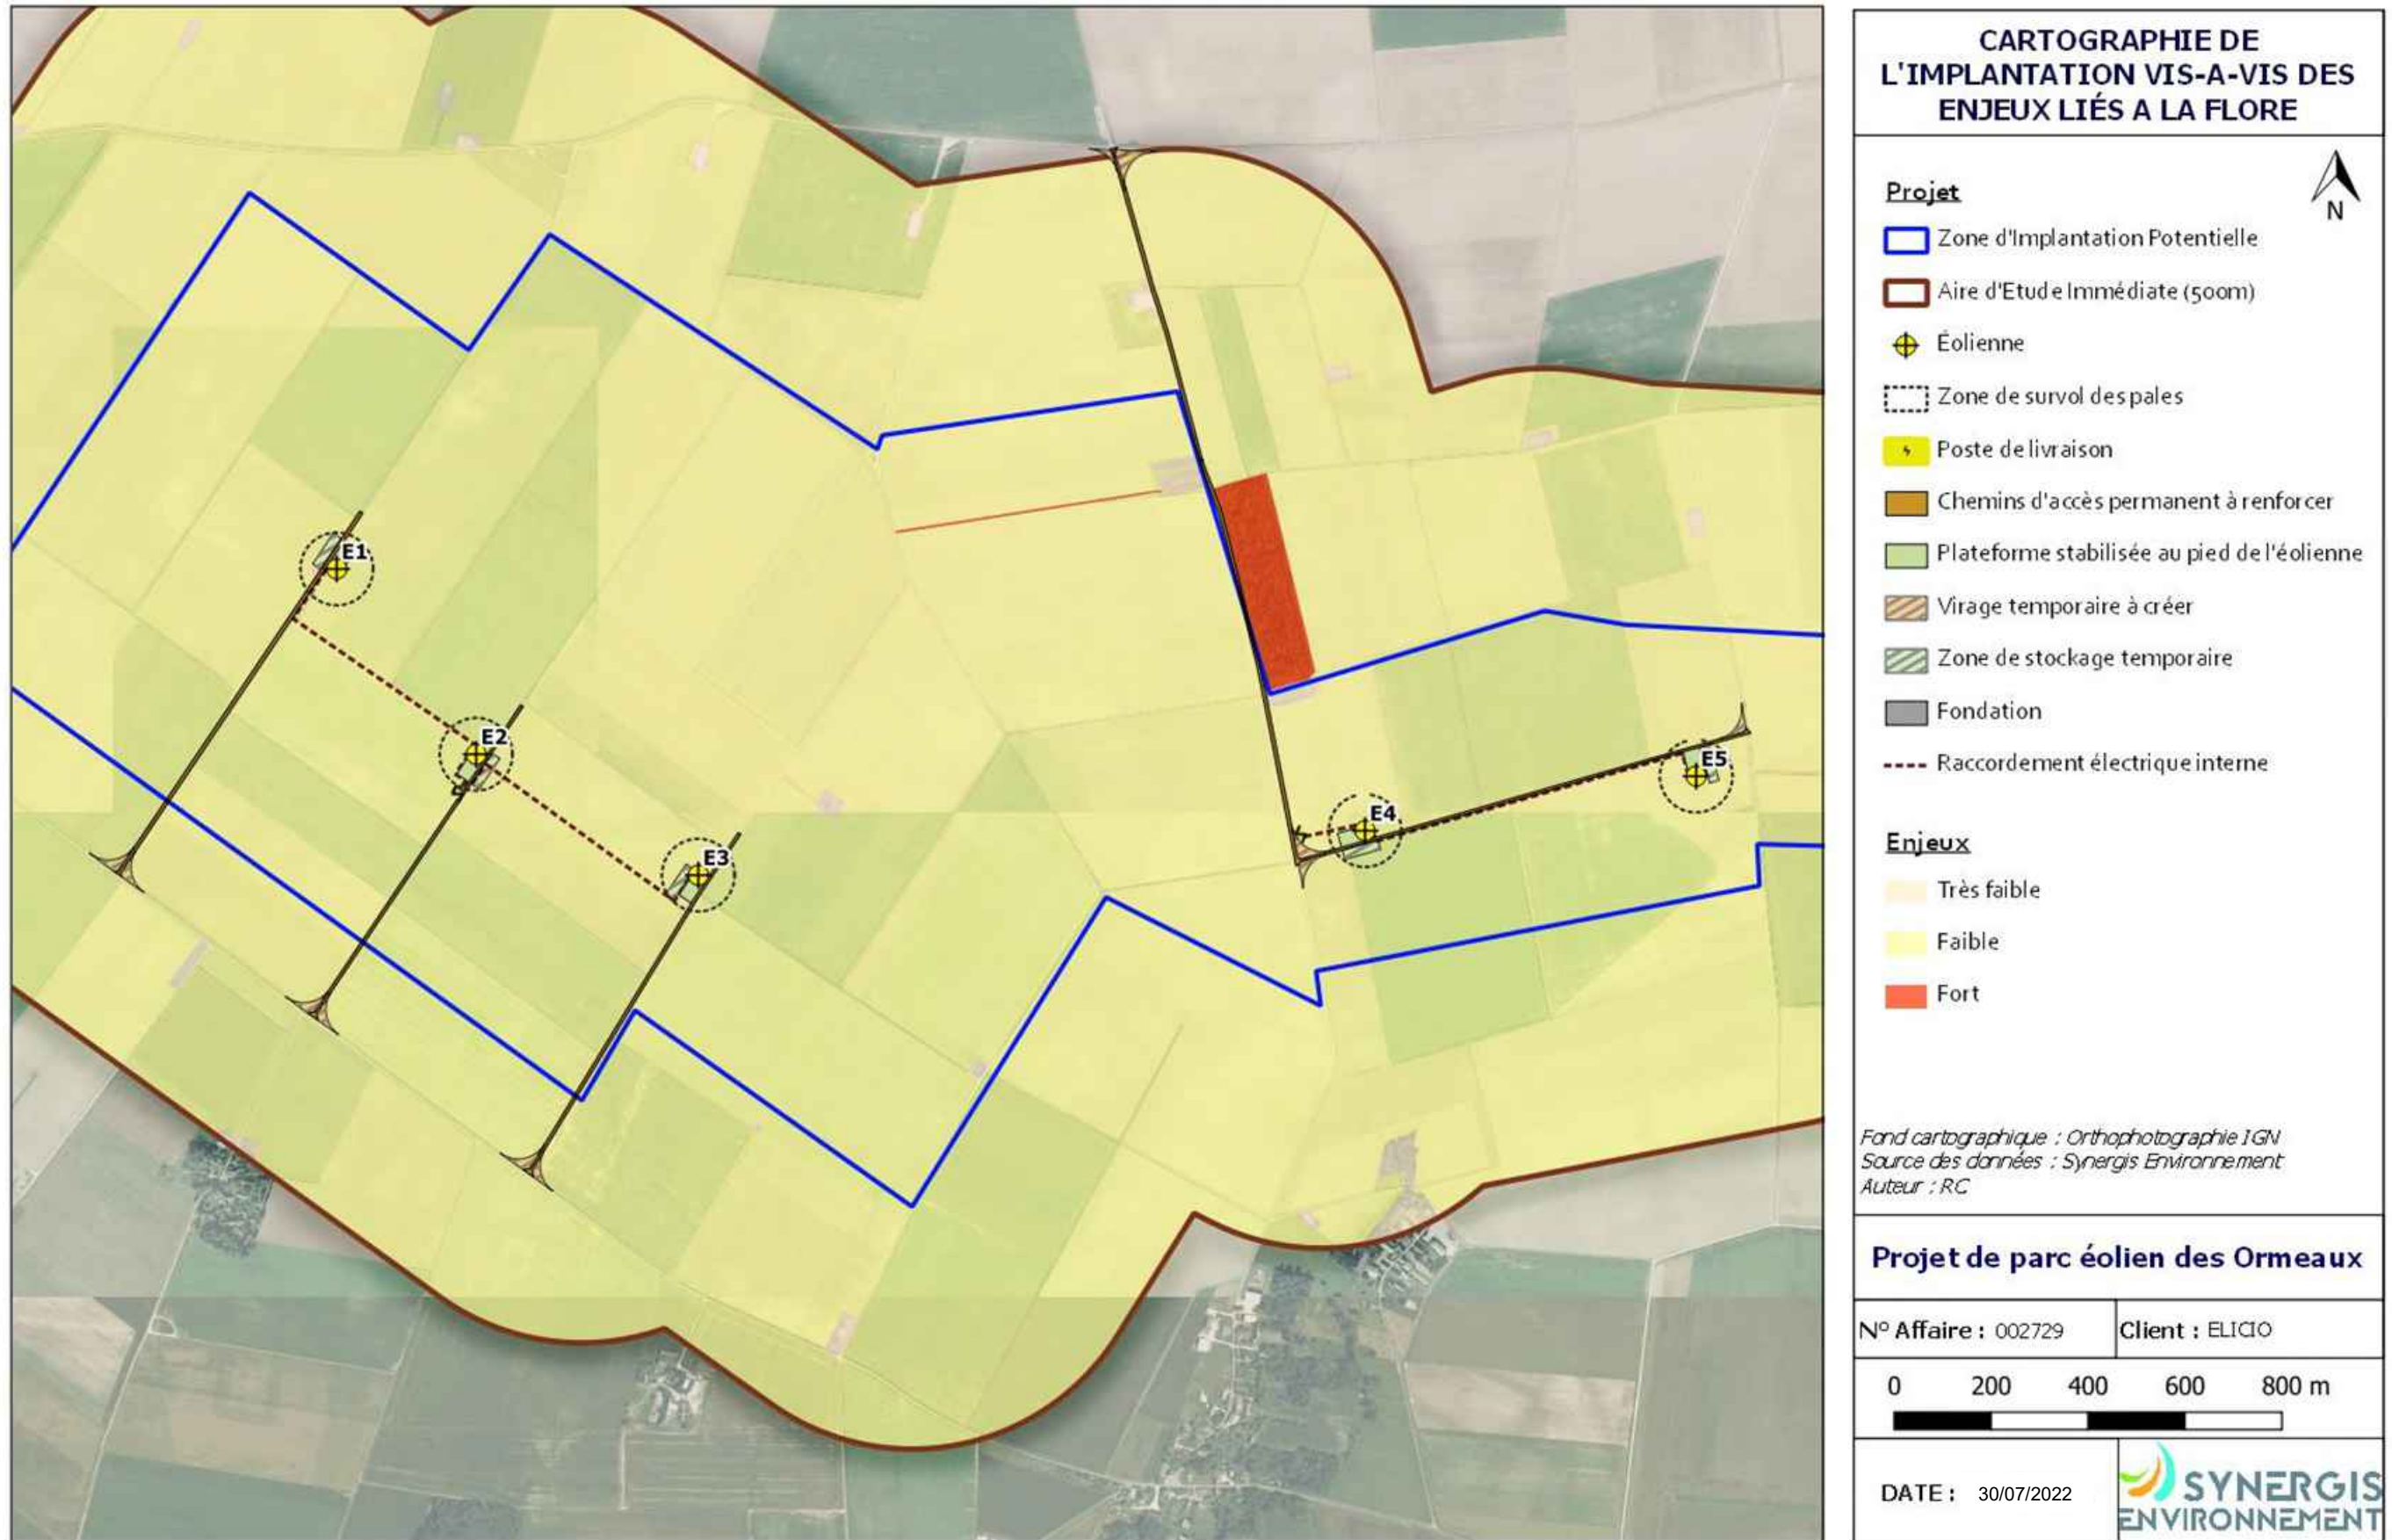 CARTOGRAPHIE DE
L'IMPLANTATION VIS-A-VIS DES
ENJEUX LIÉS A LA FLORE
N
Projet
Zone d'Implantation Potentielle
Aire d'Etude Immédiate (500m)
Éolienne
Zone de survol des pales
Poste de livraison
Chemins d'accès permanent à renforcer
Plateforme stabilisée au pied de l'éolienne
Virage temporaire à créer
Zone de stockage temporaire
Fondation
Raccordement électrique interne
Enjeux
Très faible
Faible
Fort
E1
E2
E3
E4
E5
Fond cartographique : Orthophotographie IGN
Source des données : Synergis Environnement
Auteur : RC
Projet de parc éolien des Ormeaux
N° Affaire : 002729
Client : ELICIO
0 200 400 600 800 m
DATE : 30/07/2022
SYNERGIS
ENVIRONNEMENT